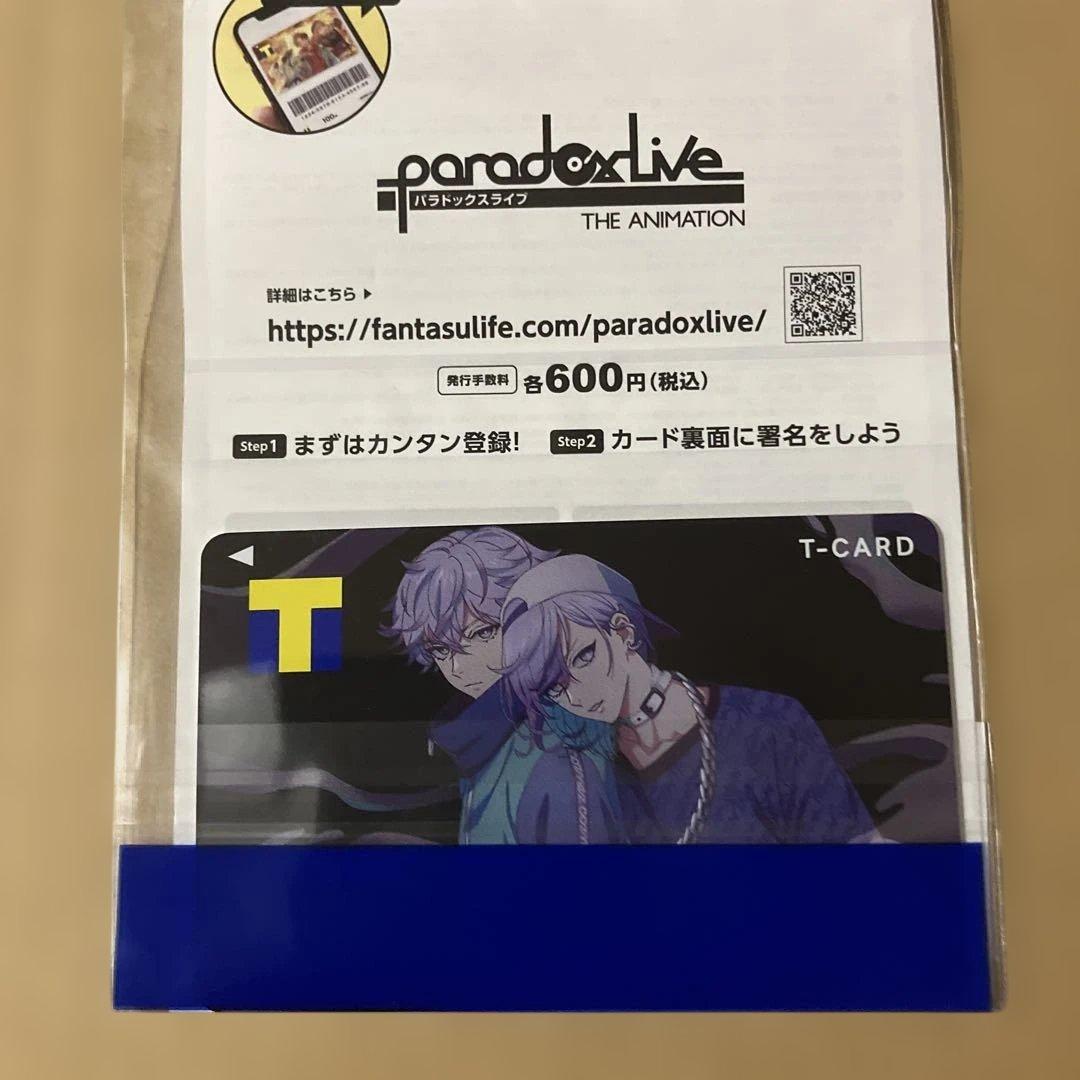 paradox Live
パラドックスライブ
THE ANIMATION
詳細はこちら ▶
https://fantasulife.com/paradoxlive/
発行手数料 各600円(税込)
Step1 まずはカンタン登録! Step2 カード裏面に署名をしよう
T-CARD
T